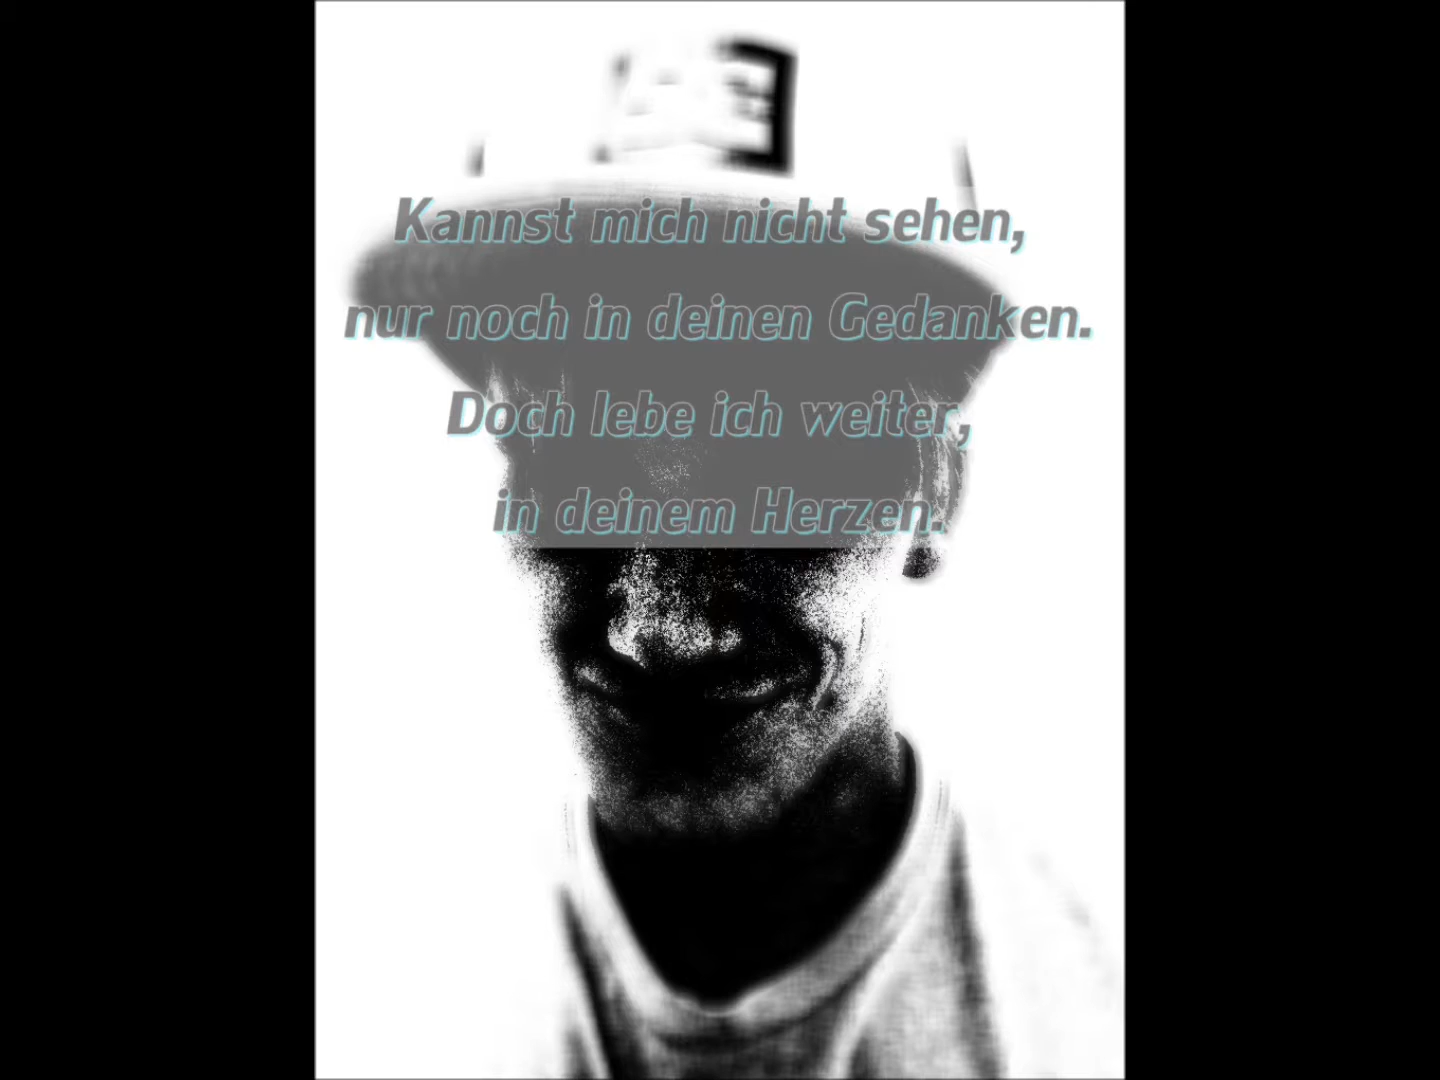 Kannst mich nicht sehen,
nur noch in deinen Gedanken.
Doch lebe ich weiter,
in deinem Herzen.